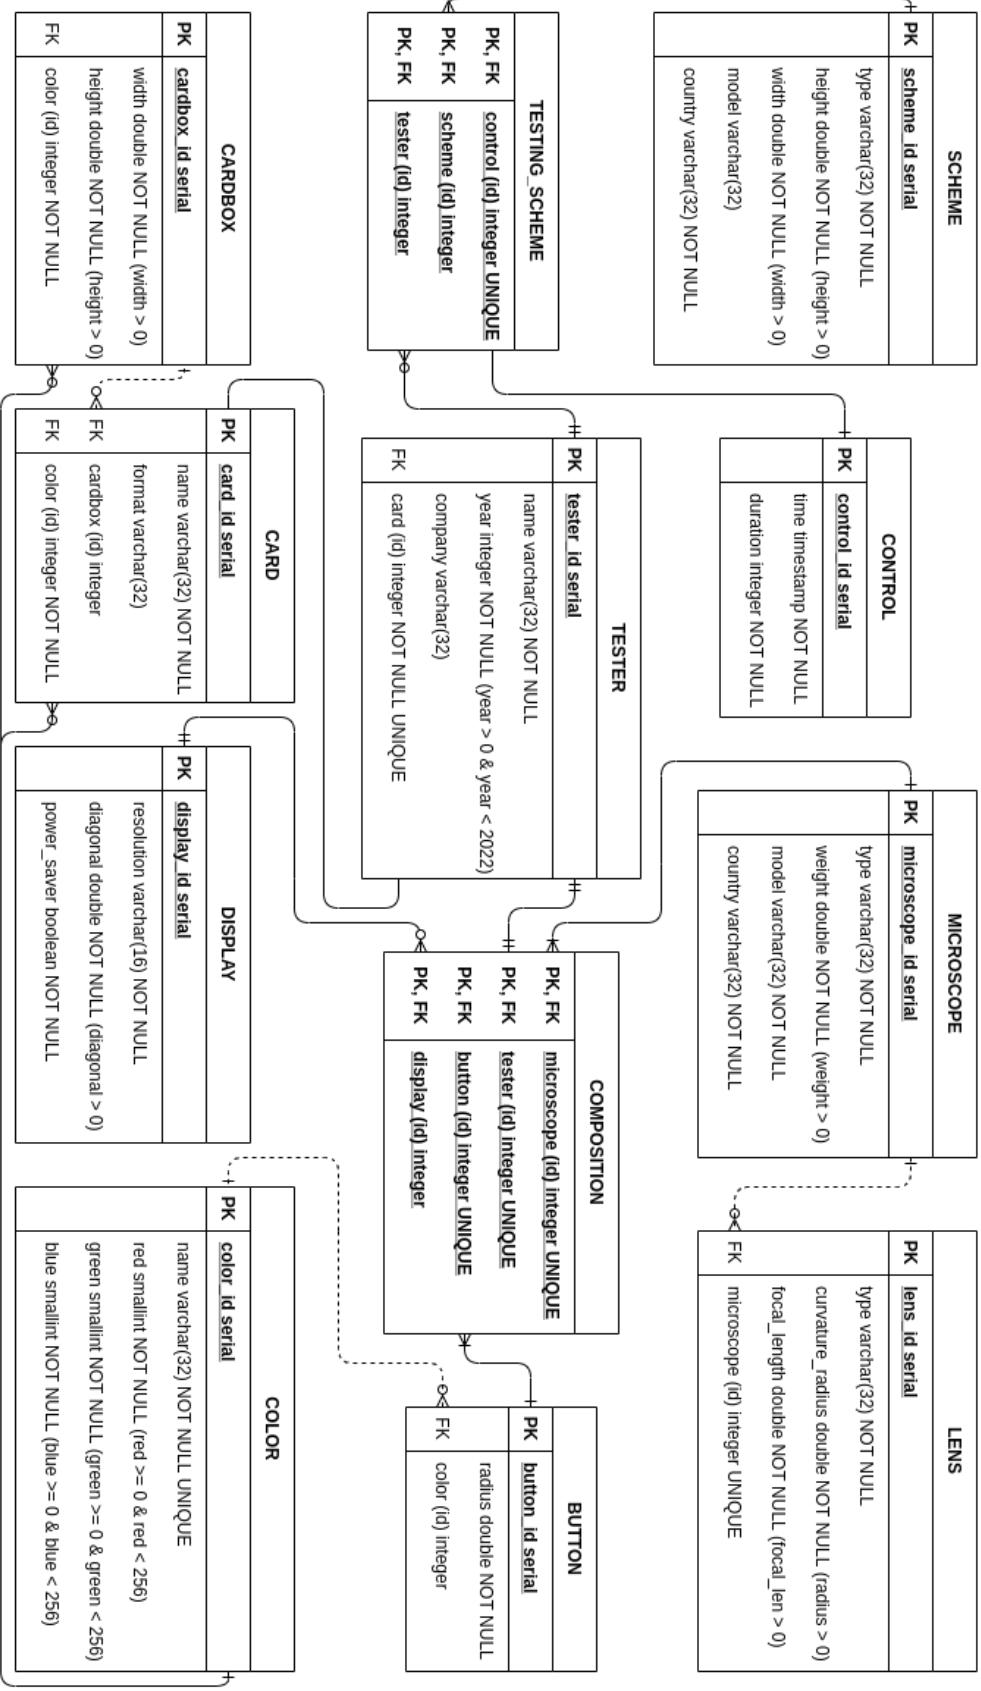 SCHEME
PK scheme_id serial
type varchar(32) NOT NULL
height double NOT NULL (height > 0)
width double NOT NULL (width > 0)
model varchar(32)
country varchar(32) NOT NULL
CONTROL
PK control_id serial
time timestamp NOT NULL
duration integer NOT NULL
MICROSCOPE
PK microscope_id serial
type varchar(32) NOT NULL
weight double NOT NULL (weight > 0)
model varchar(32) NOT NULL
country varchar(32) NOT NULL
LENS
PK lens_id serial
type varchar(32) NOT NULL
curvature_radius double NOT NULL (radius > 0)
focal_length double NOT NULL (focal_len > 0)
FK microscope (id) integer UNIQUE
TESTING_SCHEME
PK, FK control (id) integer UNIQUE
PK, FK scheme (id) integer
PK, FK tester (id) integer
TESTER
PK tester_id serial
name varchar(32) NOT NULL
year integer NOT NULL (year > 0 & year < 2022)
company varchar(32)
FK card (id) integer NOT NULL UNIQUE
COMPOSITION
PK, FK microscope (id) integer UNIQUE
PK, FK tester (id) integer UNIQUE
PK, FK button (id) integer UNIQUE
PK, FK display (id) integer
BUTTON
PK button_id serial
radius double NOT NULL
FK color (id) integer
CARDBOX
PK cardbox_id serial
width double NOT NULL (width > 0)
height double NOT NULL (height > 0)
FK color (id) integer NOT NULL
CARD
PK card_id serial
name varchar(32) NOT NULL
format varchar(32)
FK cardbox (id) integer
FK color (id) integer NOT NULL
DISPLAY
PK display_id serial
resolution varchar(16) NOT NULL
diagonal double NOT NULL (diagonal > 0)
power_saver boolean NOT NULL
COLOR
PK color_id serial
name varchar(32) NOT NULL UNIQUE
red smallint NOT NULL (red >= 0 & red < 256)
green smallint NOT NULL (green >= 0 & green < 256)
blue smallint NOT NULL (blue >= 0 & blue < 256)